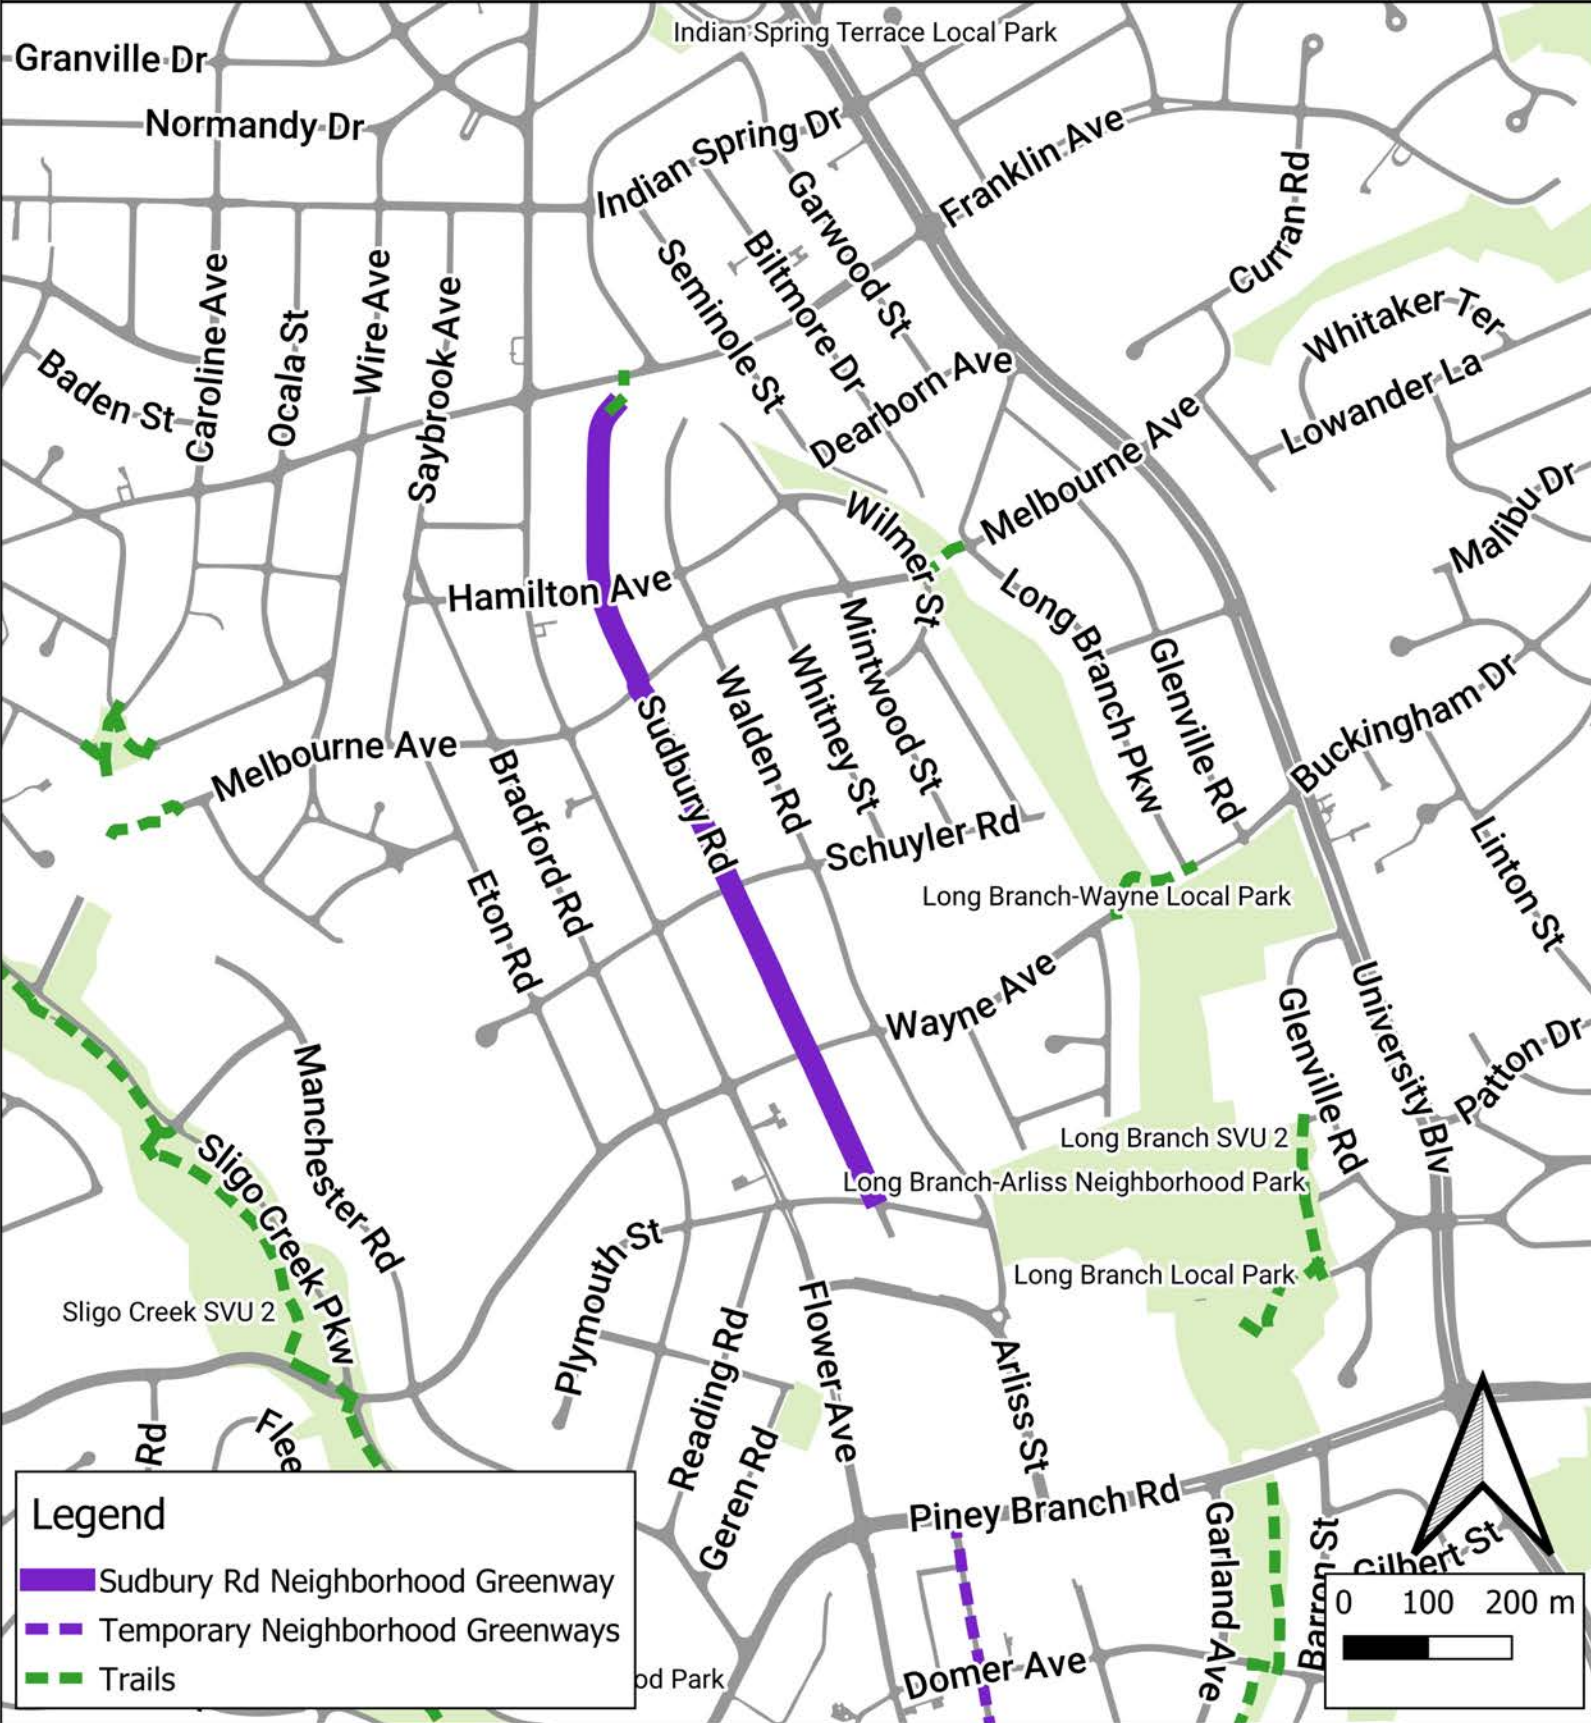 Indian Spring Terrace Local Park
Granville Dr
Normandy Dr
Indian Spring Dr
Franklin Ave
Garwood St
Curran Rd
Biltmore Dr
Seminole St
Caroline Ave
Ocala St
Wire Ave
Saybrook Ave
Whitaker Ter
Baden St
Dearborn Ave
Lowander La
Melbourne Ave
Malibu Dr
Wilmer St
Hamilton Ave
Long Branch Pkw
Glenville Rd
Mintwood St
Whitney St
Walden Rd
Sudbury Rd
Buckingham Dr
Melbourne Ave
Bradford Rd
Schuyler Rd
Linton St
Eton Rd
Long Branch-Wayne Local Park
Wayne Ave
University Blv
Glenville Rd
Patton Dr
Manchester Rd
Sligo Creek Pkw
Long Branch SVU 2
Long Branch-Arliss Neighborhood Park
Plymouth St
Long Branch Local Park
Sligo Creek SVU 2
Flower Ave
Reading Rd
Arliss St
Geren Rd
Rd
Flee
Piney Branch Rd
Garland Ave
Barron St
Gilbert St
Domer Ave
od Park
Legend
Sudbury Rd Neighborhood Greenway
Temporary Neighborhood Greenways
Trails
0 100 200 m